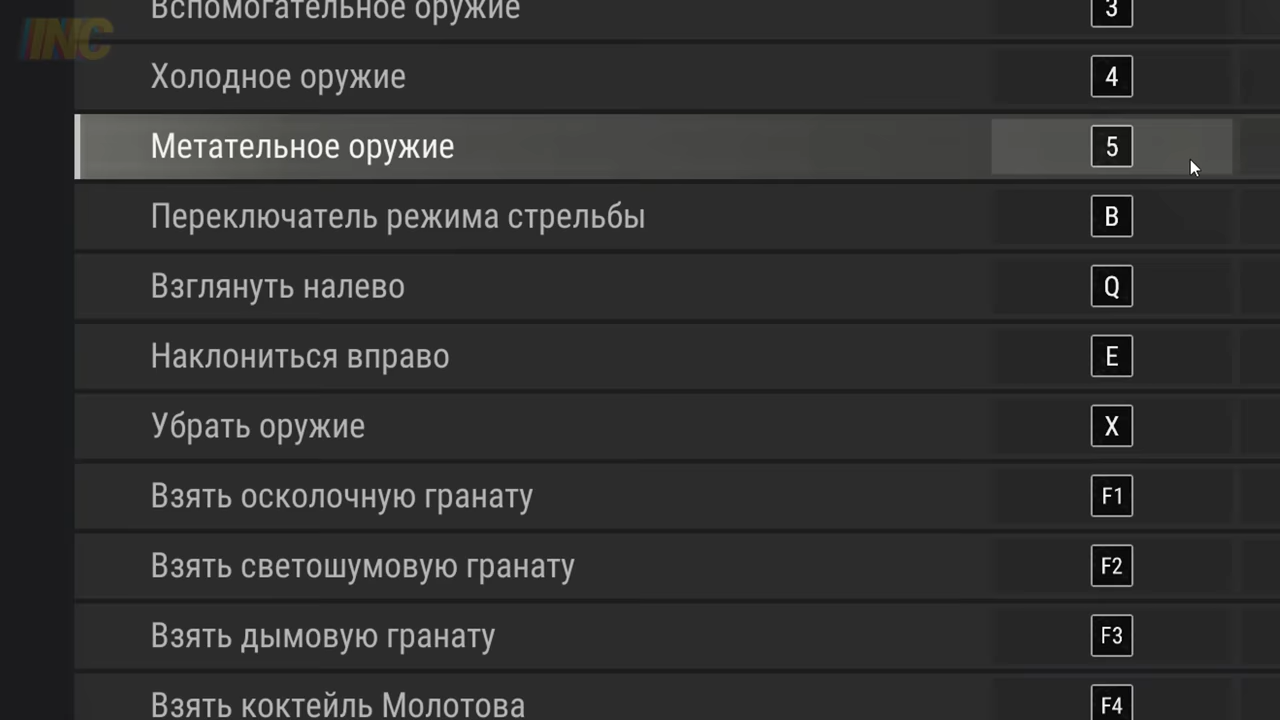 INC
Вспомогательное оружие 3
Холодное оружие 4
Метательное оружие 5
Переключатель режима стрельбы B
Взглянуть налево Q
Наклониться вправо E
Убрать оружие X
Взять осколочную гранату F1
Взять светошумовую гранату F2
Взять дымовую гранату F3
Взять коктейль Молотова F4